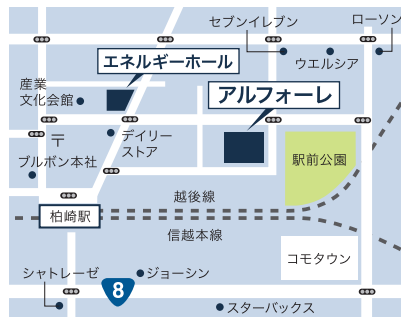 セブンイレブン
ローソン
エネルギーホール
ウエルシア
産業
文化会館
アルフォーレ
〒
デイリー
ストア
ブルボン本社
駅前公園
越後線
柏崎駅
信越本線
コモタウン
シャトレーゼ
ジョーシン
8
スターバックス